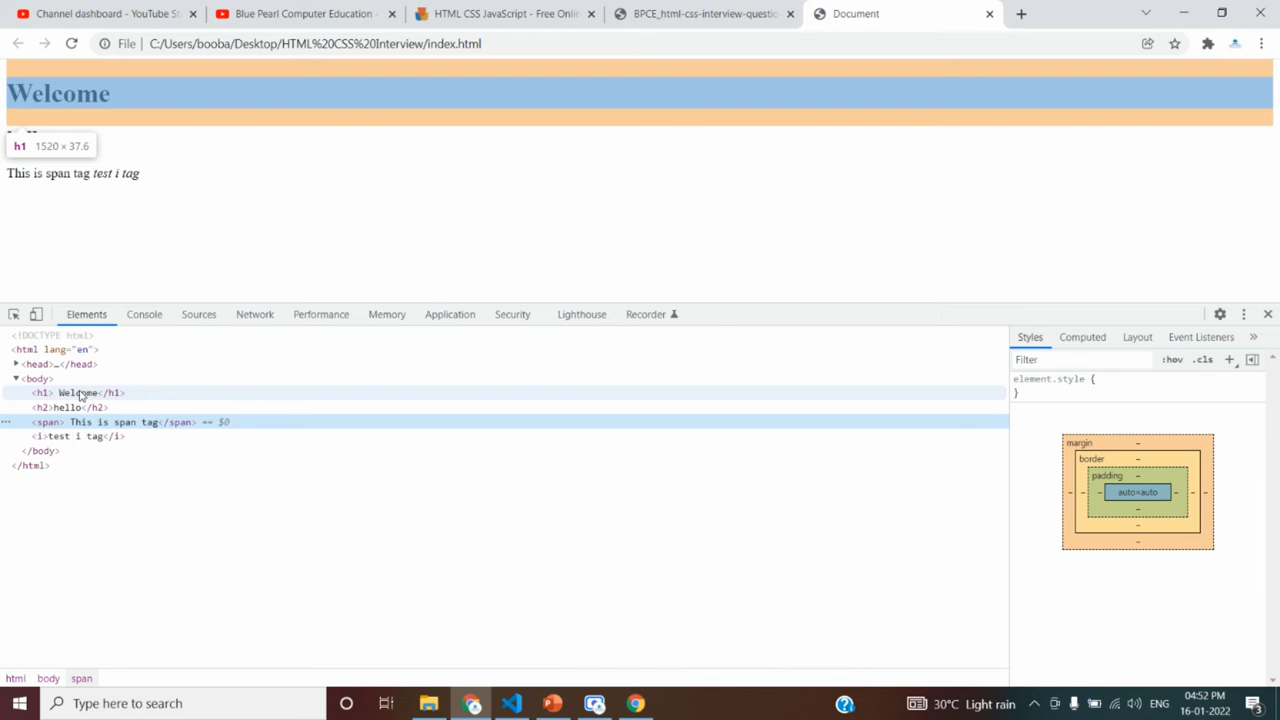 Channel dashboard - YouTube St
Blue Pearl Computer Education -
HTML CSS JavaScript - Free Onlin
BPCE_html-css-interview-questio
Document
File
C:/Users/booba/Desktop/HTML%20CSS%20Interview/index.html
Welcome
h1 1520 × 37.6
This is span tag test i tag
Elements
Console
Sources
Network
Performance
Memory
Application
Security
Lighthouse
Recorder
<!DOCTYPE html>
<html lang="en">
<head>…</head>
<body>
<h1> Welcome</h1>
<h2>hello</h2>
<span> This is span tag</span> == $0
<i>test i tag</i>
</body>
</html>
Styles
Computed
Layout
Event Listeners
Filter
:hov .cls
element.style {
}
margin
border
padding
auto×auto
html body span
Type here to search
30°C Light rain
ENG
04:52 PM
16-01-2022
3